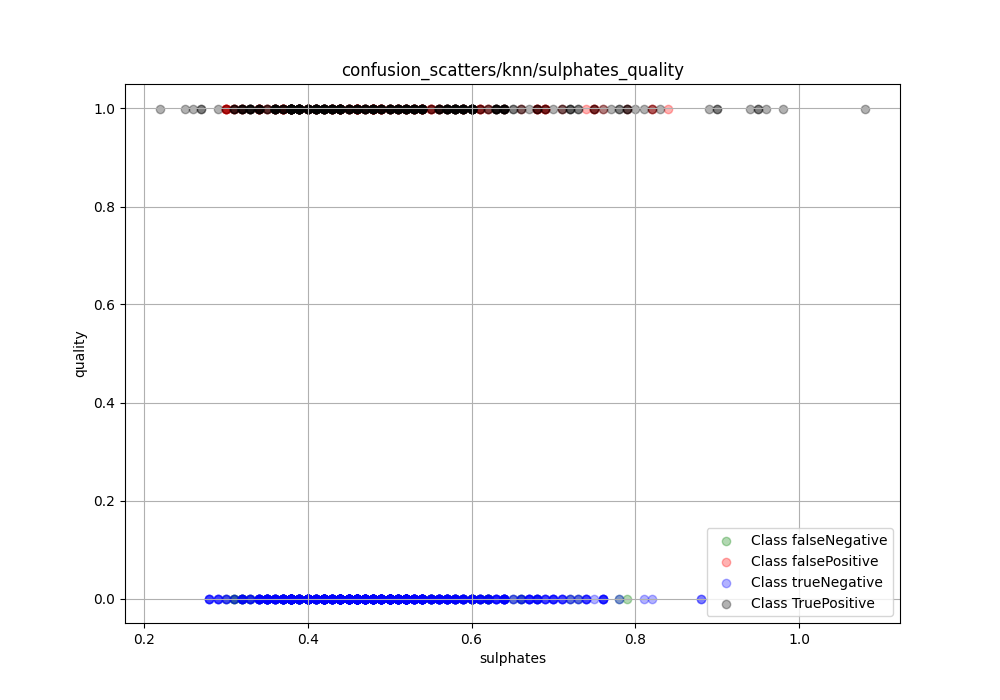 confusion_scatters/knn/sulphates_quality
1.0
0.8
0.6
0.4
0.2
0.0
quality
0.2 0.4 0.6 0.8 1.0
sulphates
Class falseNegative
Class falsePositive
Class trueNegative
Class TruePositive